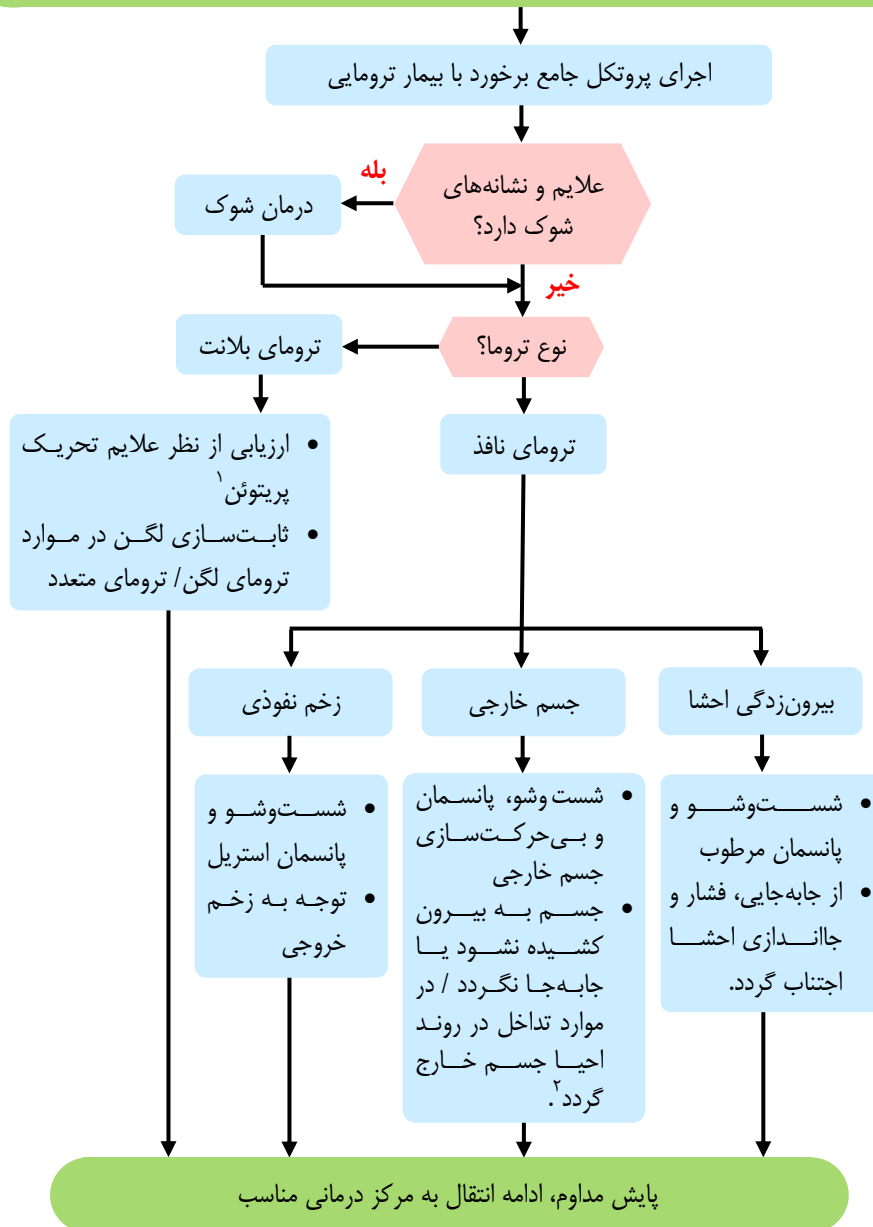 اجرای پروتکل جامع برخورد با بیمار ترومایی
علایم و نشانه‌های
شوک دارد؟
بله
درمان شوک
خیر
نوع تروما؟
ترومای بلانت
ترومای نافذ
• ارزیابی از نظر علایم تحریک
پریتوئن۱
• ثابت‌سازی لگن در موارد
ترومای لگن/ ترومای متعدد
بیرون‌زدگی احشا
جسم خارجی
زخم نفوذی
• شست‌وشو و
پانسمان مرطوب
• از جابه‌جایی، فشار و
جااندازی احشا
اجتناب گردد.
• شست‌وشو، پانسمان
و بی‌حرکت‌سازی
جسم خارجی
• جسم به بیرون
کشیده نشود یا
جابه‌جا نگردد / در
موارد تداخل در روند
احیا جسم خارج
گردد۲.
• شست‌وشو و
پانسمان استریل
• توجه به زخم
خروجی
پایش مداوم، ادامه انتقال به مرکز درمانی مناسب